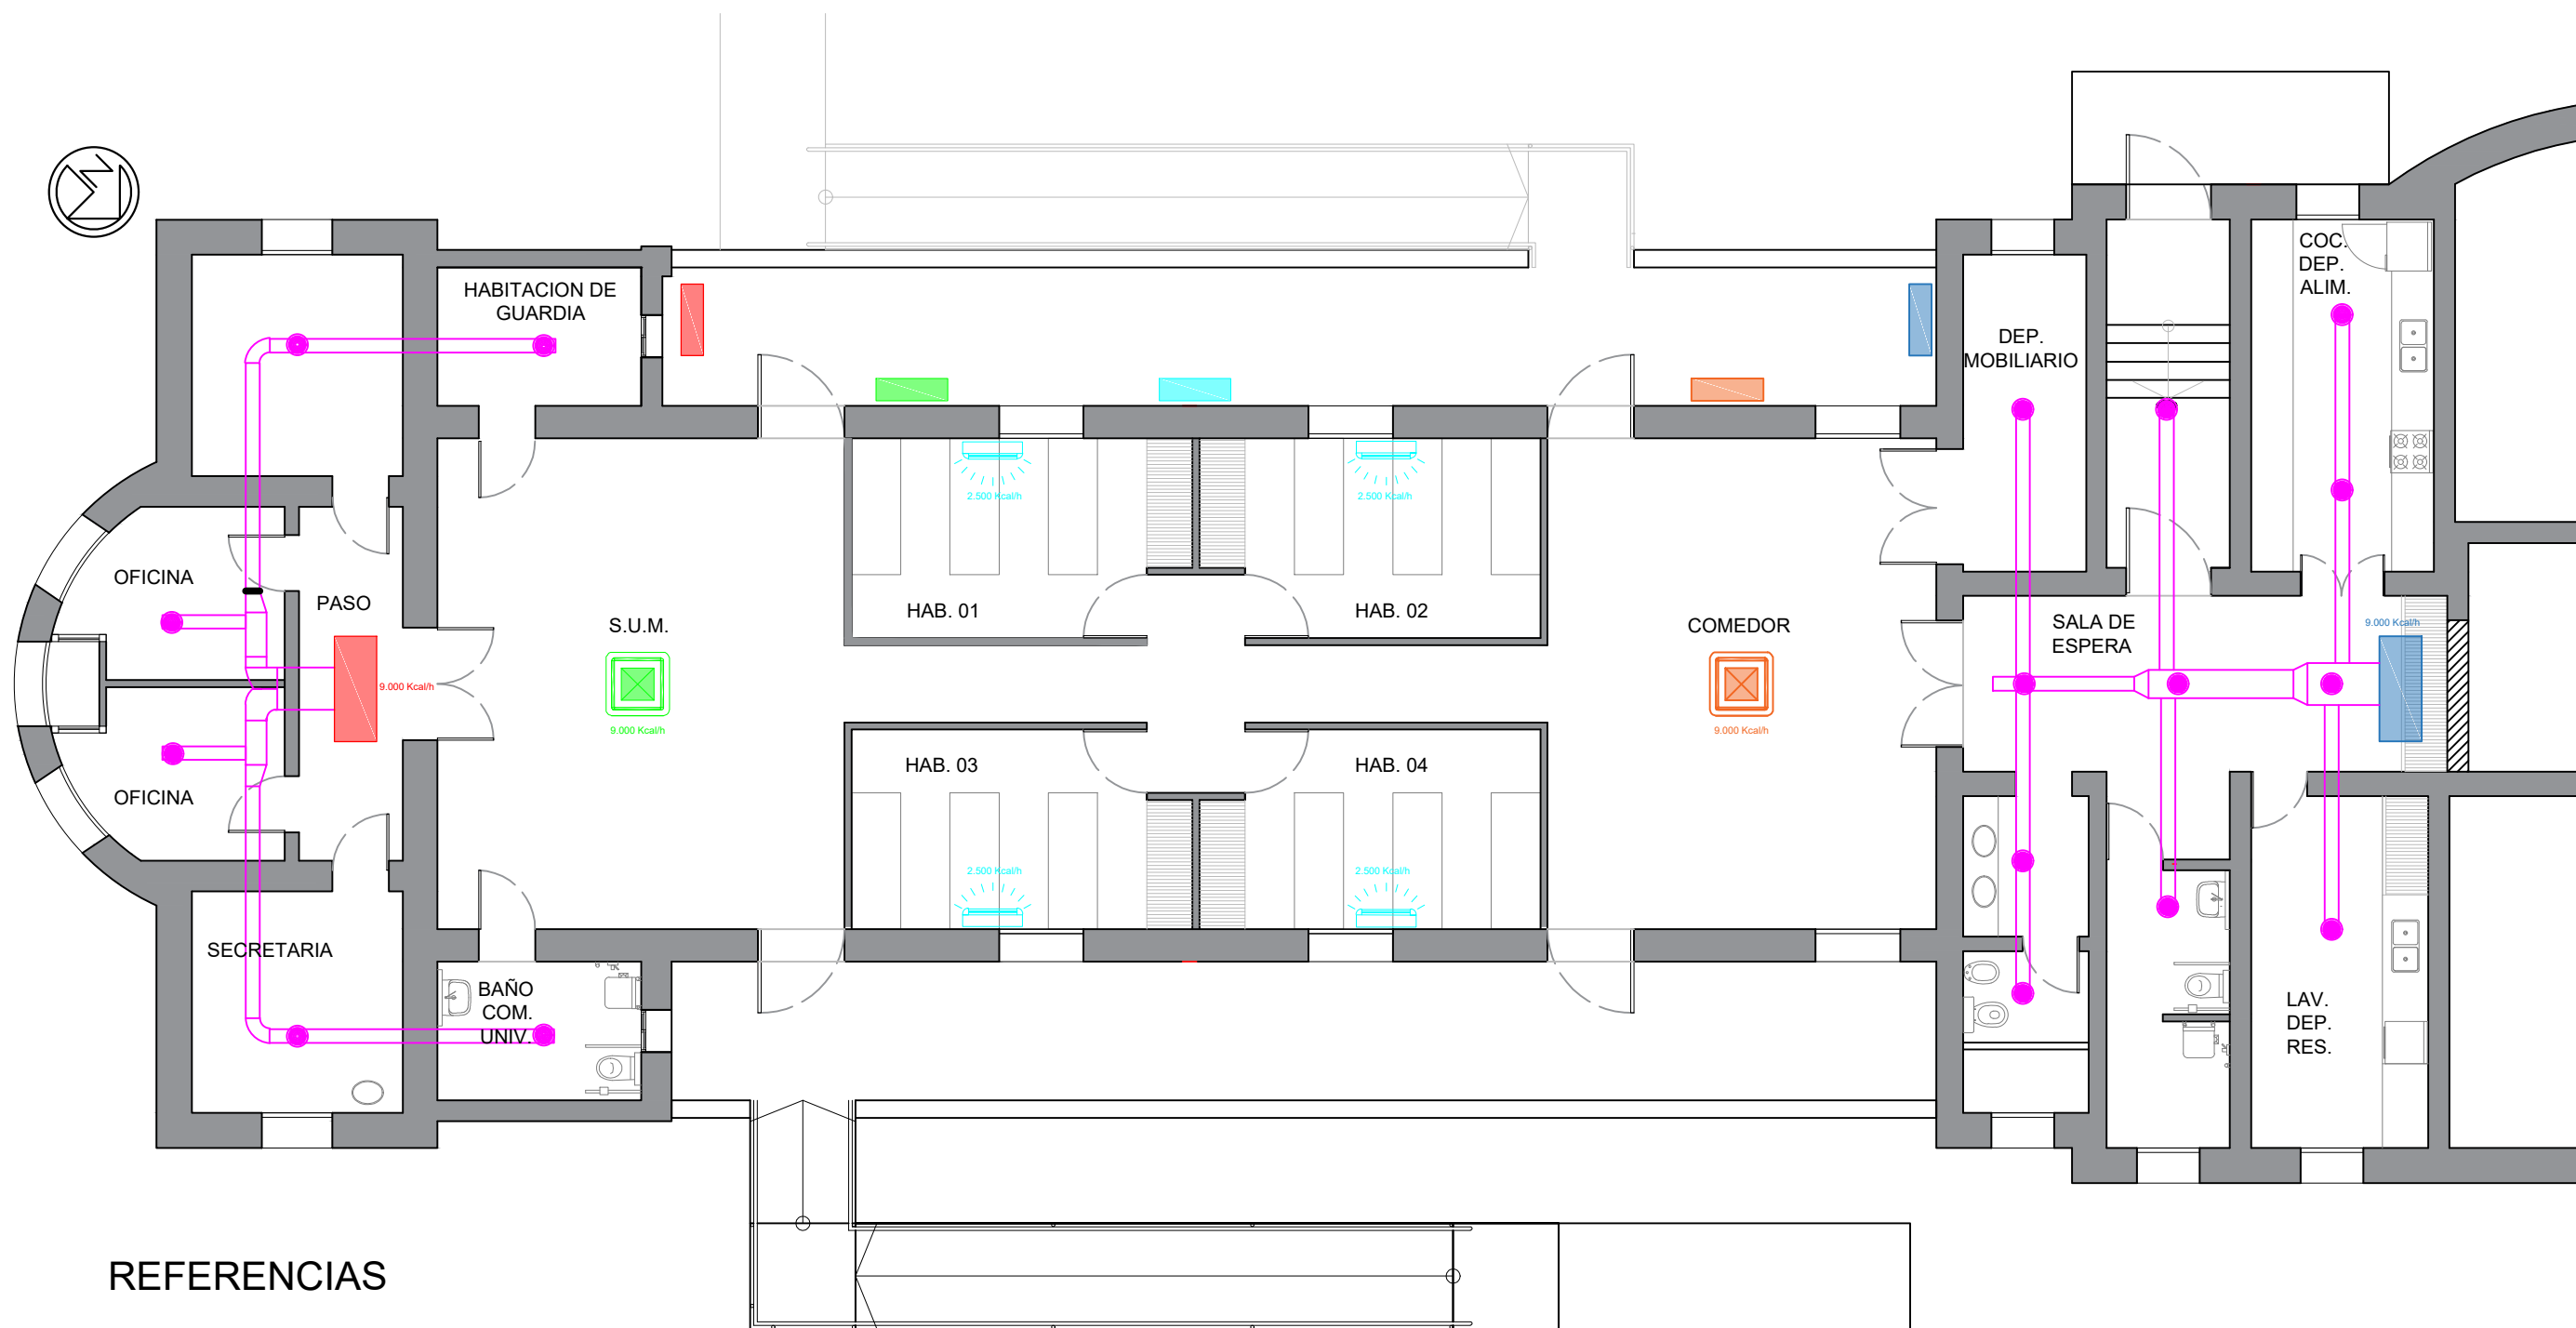 COC.
DEP.
ALIM.
HABITACION DE
GUARDIA
DEP.
MOBILIARIO
2.500 Kcal/h
2.500 Kcal/h
OFICINA
PASO
HAB. 01
HAB. 02
S.U.M.
COMEDOR
SALA DE
ESPERA
9.000 Kcal/h
9.000 Kcal/h
9.000 Kcal/h
9.000 Kcal/h
HAB. 03
HAB. 04
OFICINA
2.500 Kcal/h
2.500 Kcal/h
SECRETARIA
BAÑO
COM.
UNIV.
LAV.
DEP.
RES.
REFERENCIAS